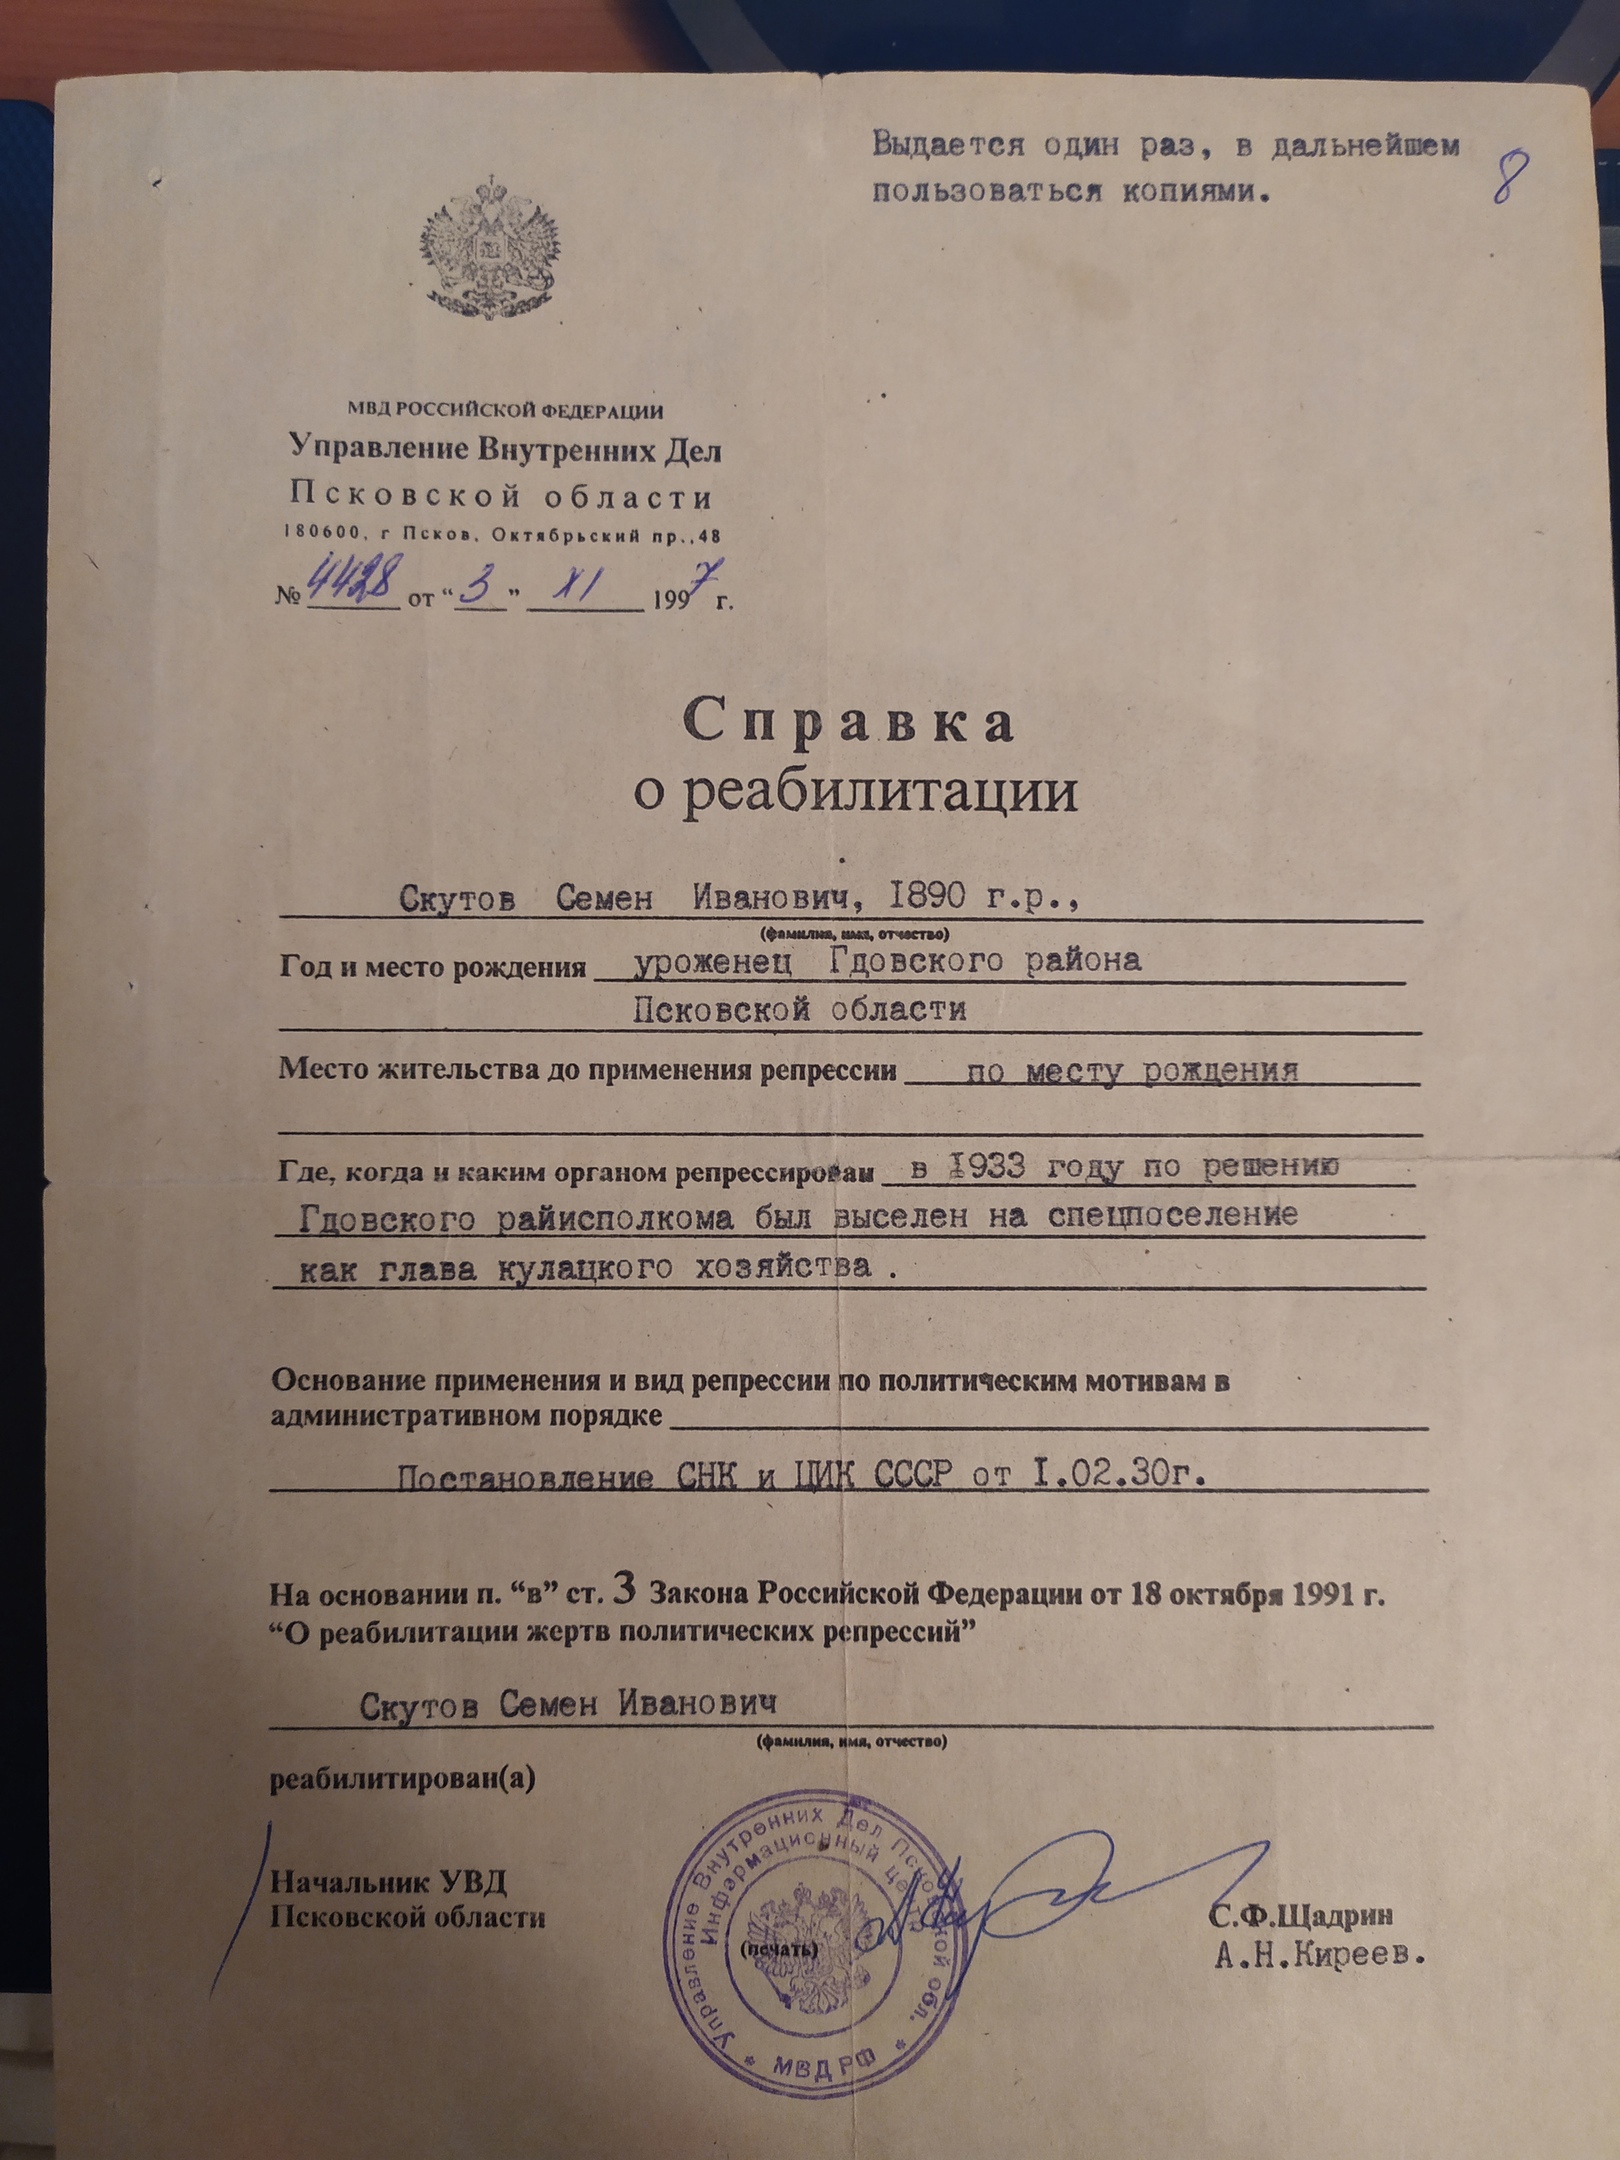 Выдается один раз, в дальнейшем
пользоваться копиями.
8
МВД РОССИЙСКОЙ ФЕДЕРАЦИИ
Управление Внутренних Дел
Псковской области
180600, г Псков, Октябрьский пр.,48
№ 4428 от “3” XI 1997 г.
Справка
о реабилитации
Скутов Семен Иванович, I890 г.р.,
(фамилия, имя, отчество)
Год и место рождения уроженец Гдовского района
Псковской области
Место жительства до применения репрессии по месту рождения
Где, когда и каким органом репрессирован в I933 году по решению
Гдовского райисполкома был выселен на спецпоселение
как глава кулацкого хозяйства .
Основание применения и вид репрессии по политическим мотивам в
административном порядке
Постановление СНК и ЦИК СССР от I.02.30г.
На основании п. “в” ст. 3 Закона Российской Федерации от 18 октября 1991 г.
“О реабилитации жертв политических репрессий”
Скутов Семен Иванович
(фамилия, имя, отчество)
реабилитирован(а)
Начальник УВД
Псковской области
(печать)
С.Ф.Щадрин
А.Н.Киреев.
Управление Внутренних Дел Псковской обл.
Информационный центр
* МВД РФ *